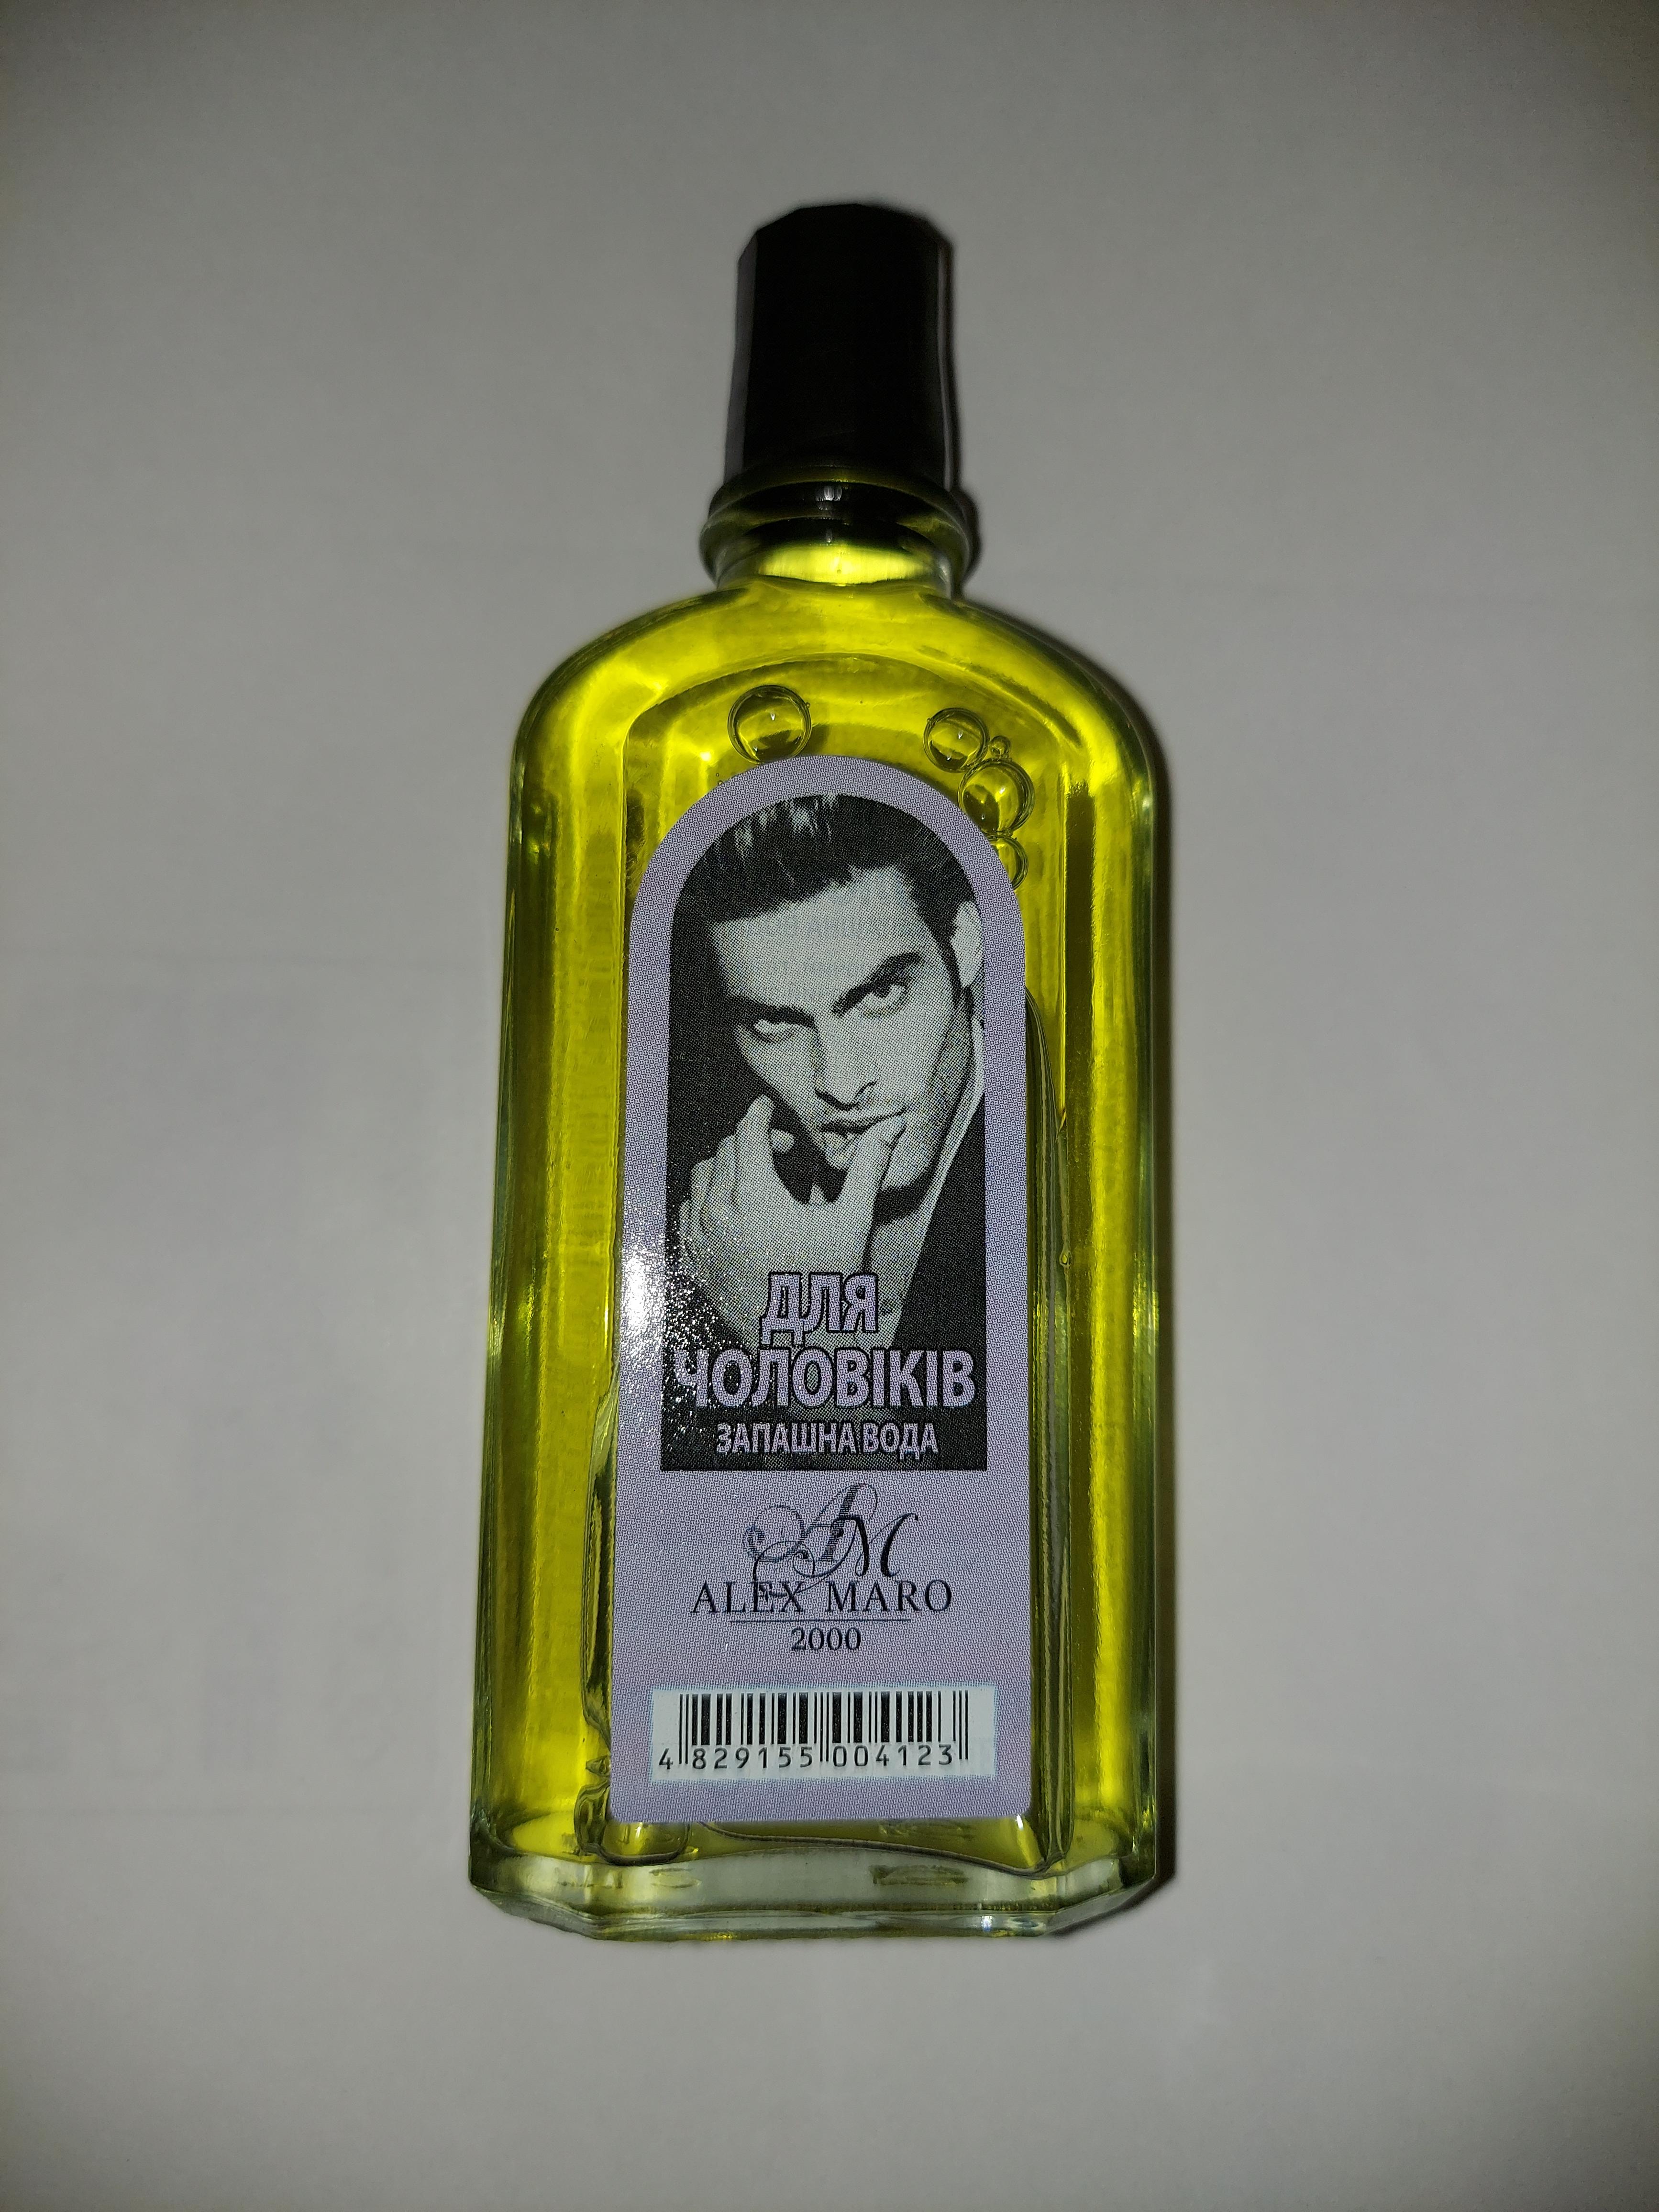 ДЛЯ
ЧОЛОВІКІВ
ЗАПАШНА ВОДА
AM
ALEX MARO
2000
4 829155 004123